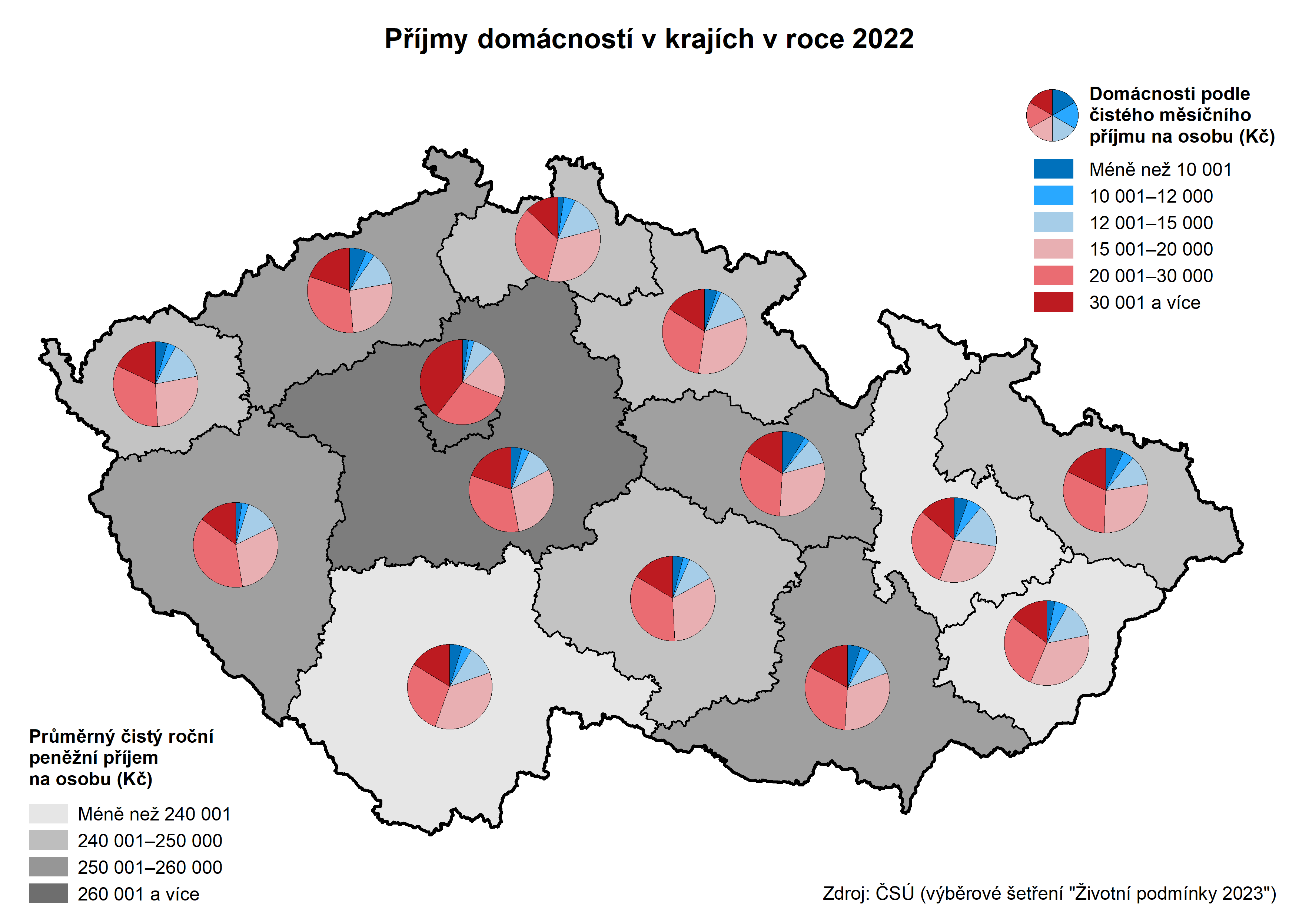 Příjmy domácností v krajích v roce 2022
Domácnosti podle
čistého měsíčního
příjmu na osobu (Kč)
Méně než 10 001
10 001–12 000
12 001–15 000
15 001–20 000
20 001–30 000
30 001 a více
Průměrný čistý roční
peněžní příjem
na osobu (Kč)
Méně než 240 001
240 001–250 000
250 001–260 000
260 001 a více
Zdroj: ČSÚ (výběrové šetření "Životní podmínky 2023")